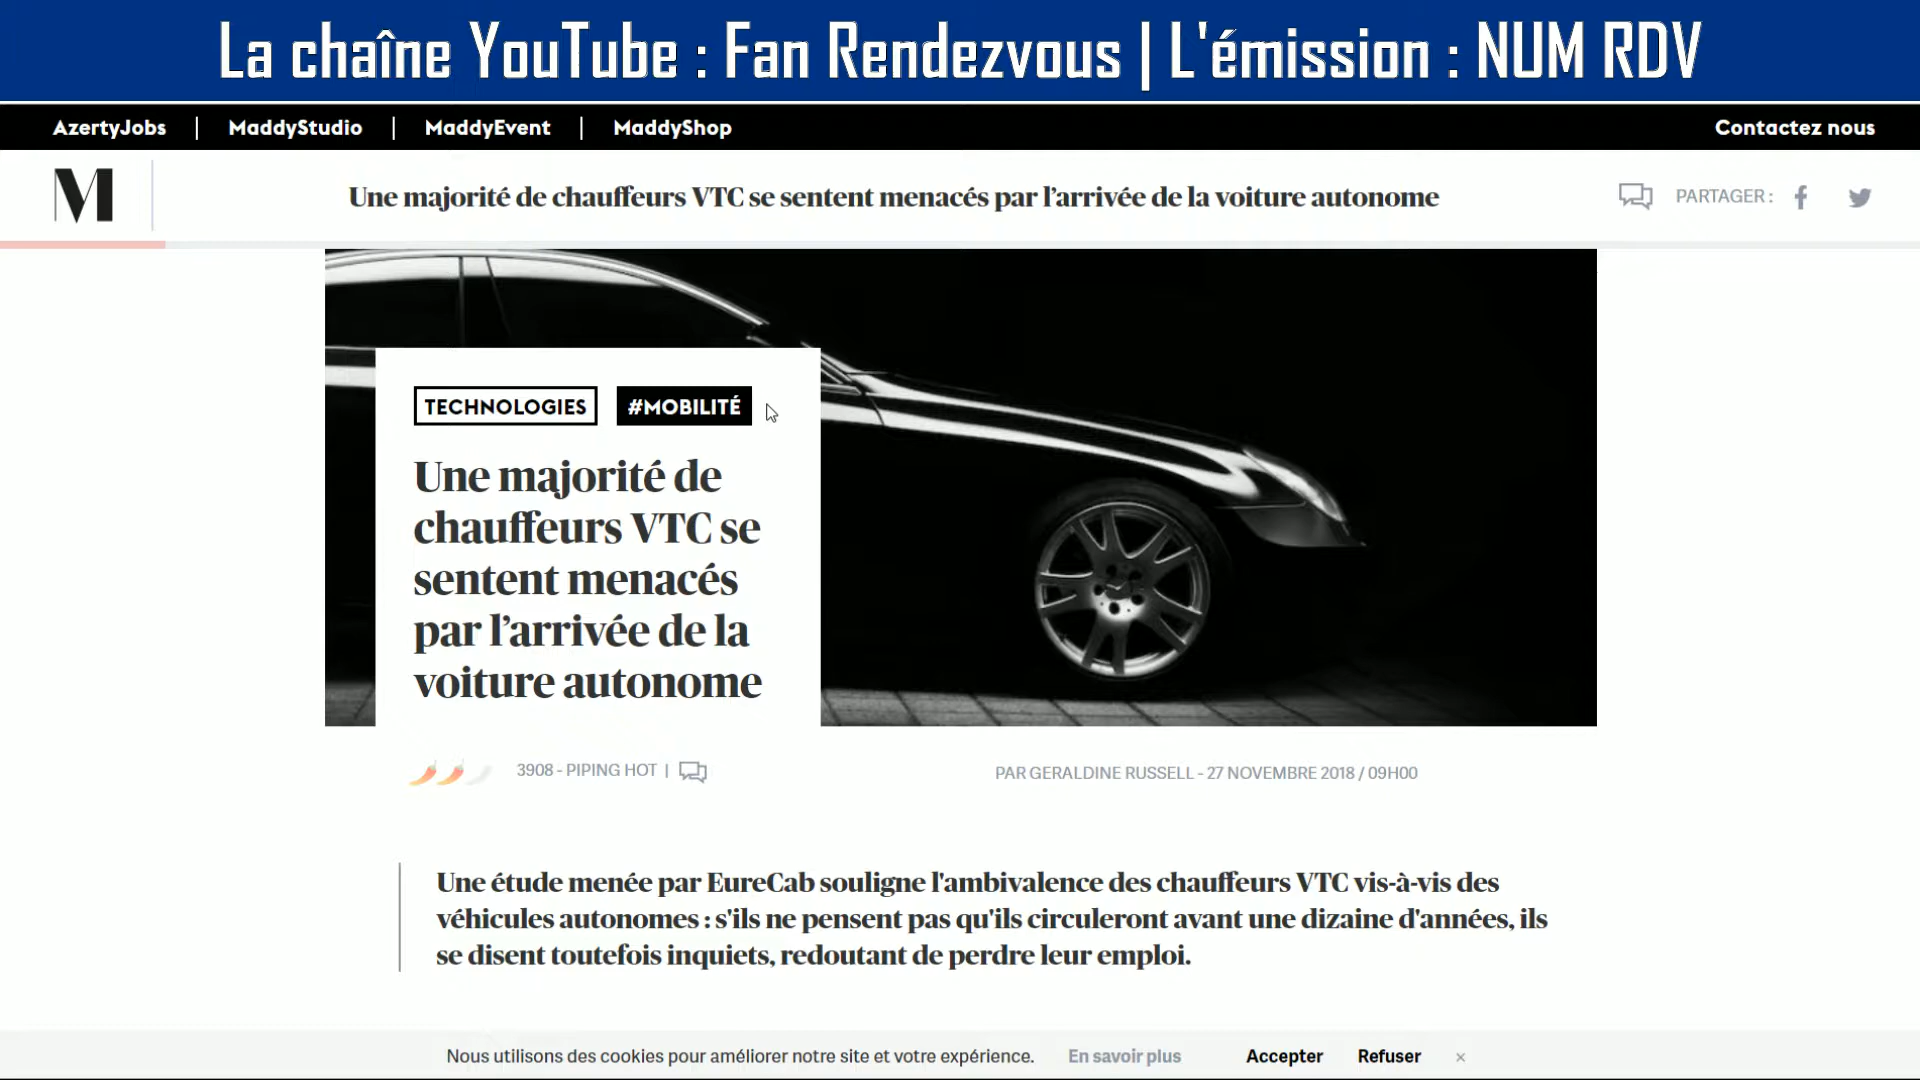 La chaîne YouTube : Fan Rendezvous | L'émission : NUM RDV
AzertyJobs | MaddyStudio | MaddyEvent | MaddyShop Contactez nous
M Une majorité de chauffeurs VTC se sentent menacés par l’arrivée de la voiture autonome PARTAGER :
TECHNOLOGIES #MOBILITÉ
Une majorité de
chauffeurs VTC se
sentent menacés
par l’arrivée de la
voiture autonome
3908 - PIPING HOT |
PAR GERALDINE RUSSELL - 27 NOVEMBRE 2018 / 09H00
Une étude menée par EureCab souligne l'ambivalence des chauffeurs VTC vis-à-vis des
véhicules autonomes : s'ils ne pensent pas qu'ils circuleront avant une dizaine d'années, ils
se disent toutefois inquiets, redoutant de perdre leur emploi.
Nous utilisons des cookies pour améliorer notre site et votre expérience. En savoir plus Accepter Refuser ×